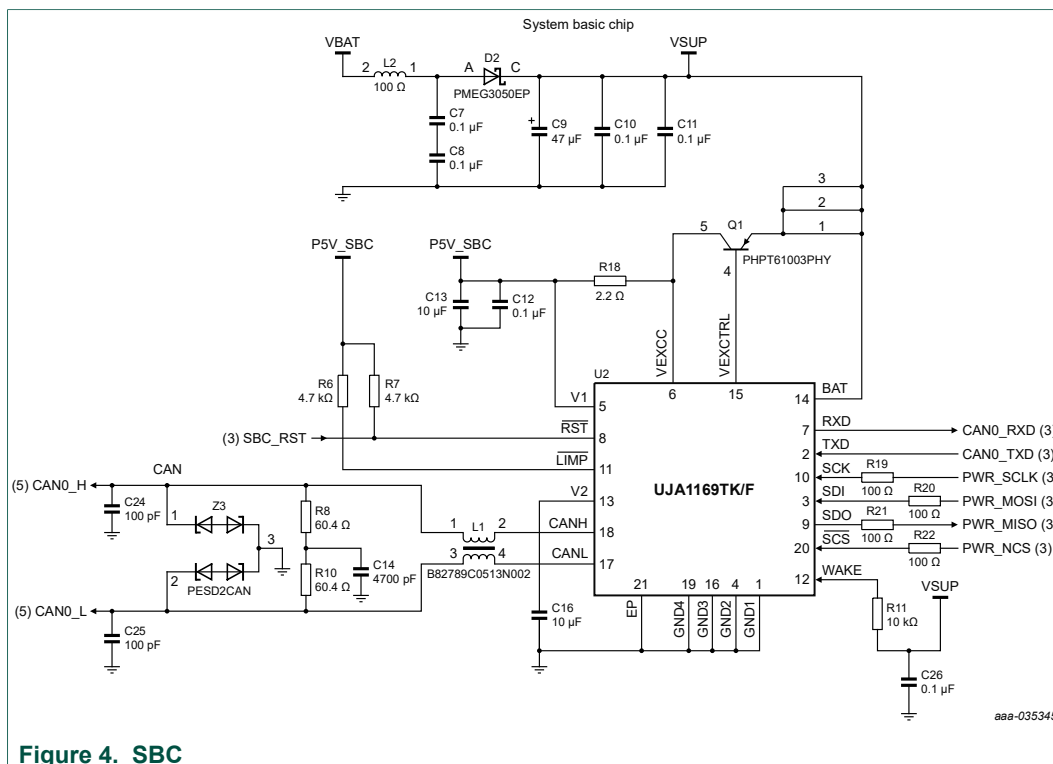 System basic chip
VBAT
VSUP
2 L2 1
100 Ω
A D2 C
PMEG3050EP
C7
0.1 µF
C8
0.1 µF
+
C9
47 µF
C10
0.1 µF
C11
0.1 µF
3
2
1
5
Q1
4
PHPT61003PHY
P5V_SBC
P5V_SBC
R18
2.2 Ω
C13
10 µF
C12
0.1 µF
VEXCC
VEXCTRL
R6
4.7 kΩ
R7
4.7 kΩ
U2
6
15
BAT
14
V1
5
(3) SBC_RST
RST
8
LIMP
11
V2
13
CANH
18
CANL
17
UJA1169TK/F
RXD
7
CAN0_RXD (3)
TXD
2
CAN0_TXD (3)
SCK
10
R19
100 Ω
PWR_SCLK (3
SDI
3
R20
100 Ω
PWR_MOSI (3
SDO
9
R21
100 Ω
PWR_MISO (3
SCS
20
R22
100 Ω
PWR_NCS (3)
WAKE
12
VSUP
R11
10 kΩ
C26
0.1 µF
CAN
(5) CAN0_H
C24
100 pF
1
Z3
3
2
PESD2CAN
R8
60.4 Ω
R10
60.4 Ω
C14
4700 pF
1 L1 2
3 4
B82789C0513N002
(5) CAN0_L
C25
100 pF
C16
10 µF
21
19
16
4
1
EP
GND4
GND3
GND2
GND1
aaa-035345
Figure 4. SBC